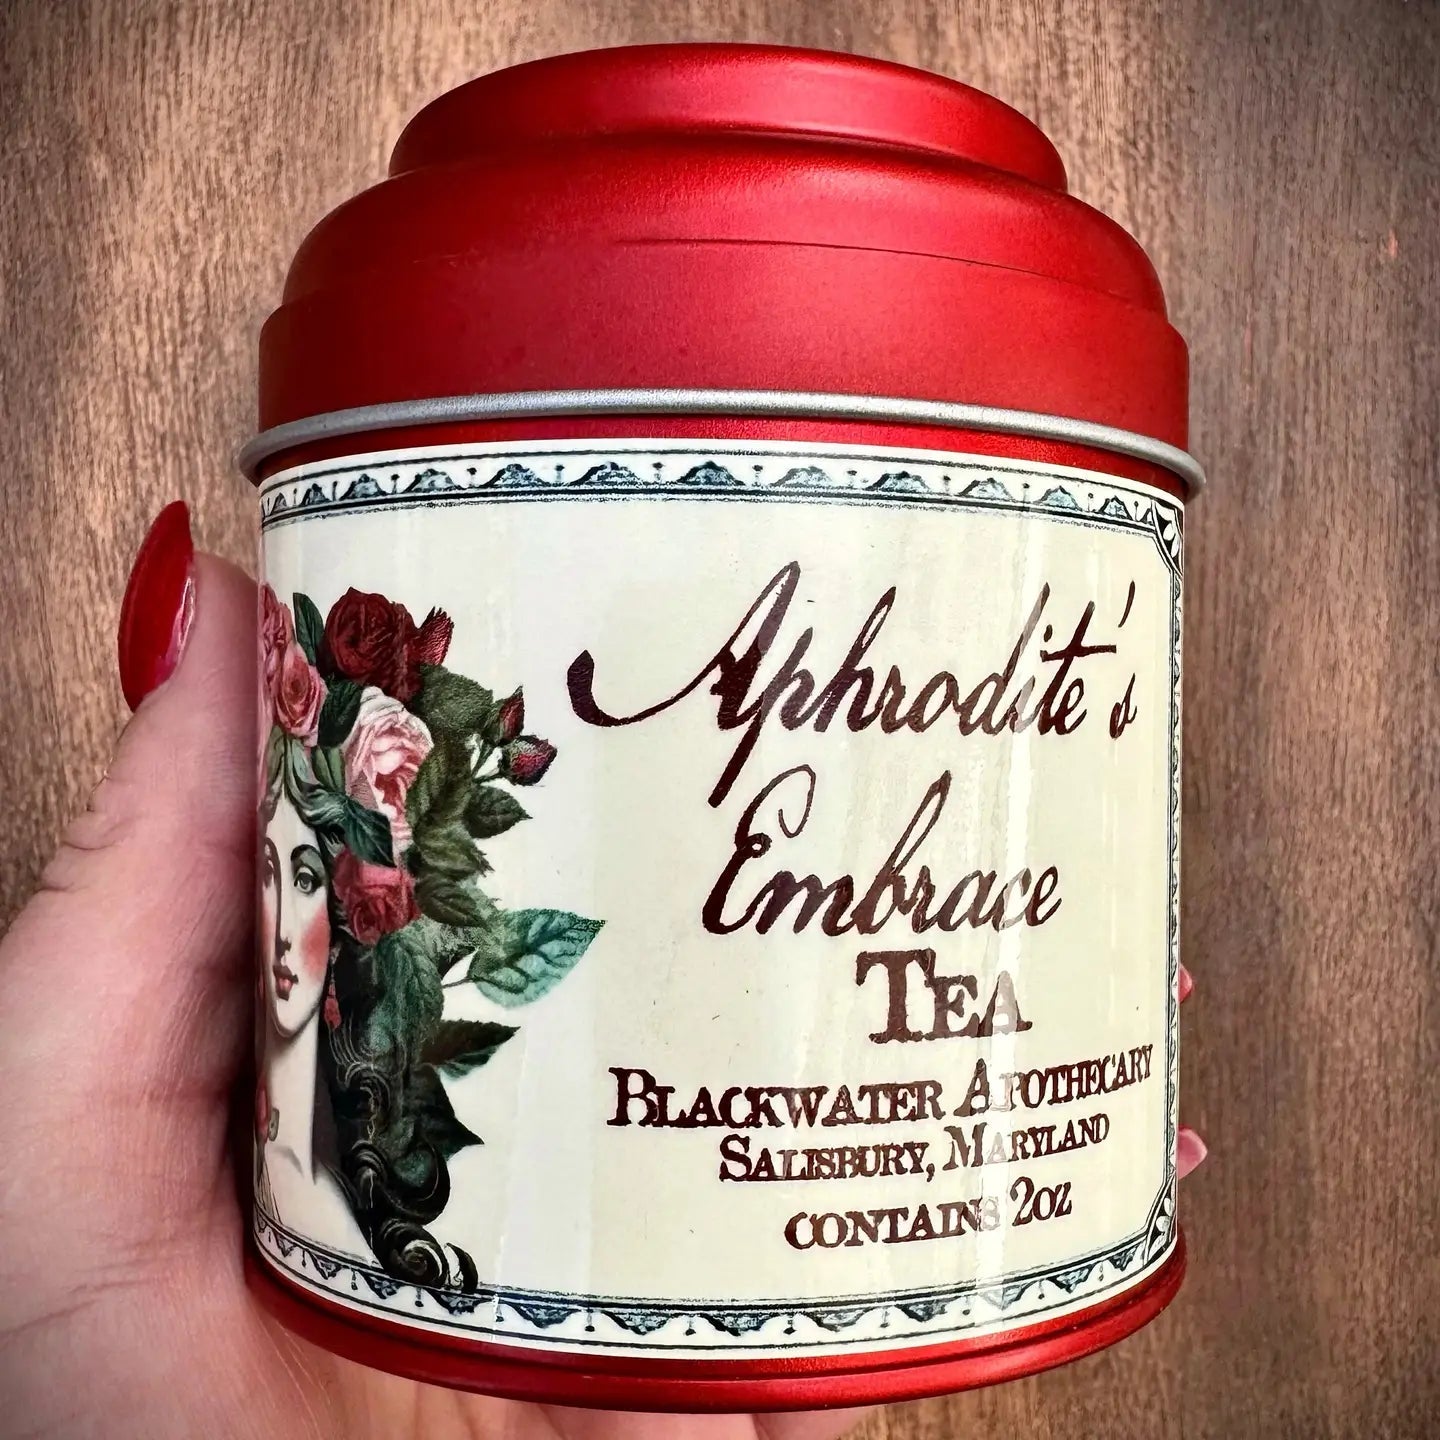 Aphrodite's
Embrace
TEA
BLACKWATER APOTHECARY
SALISBURY, MARYLAND
CONTAINS 2oz